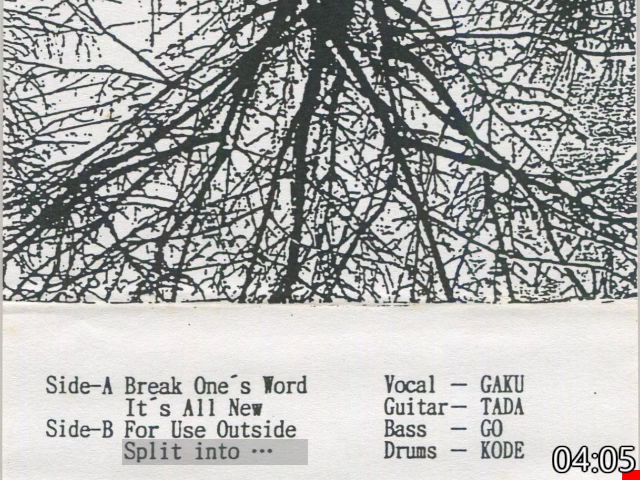 Side-A Break One´s Word
It´s All New
Side-B For Use Outside
Split into …
Vocal — GAKU
Guitar— TADA
Bass — GO
Drums — KODE
04:05